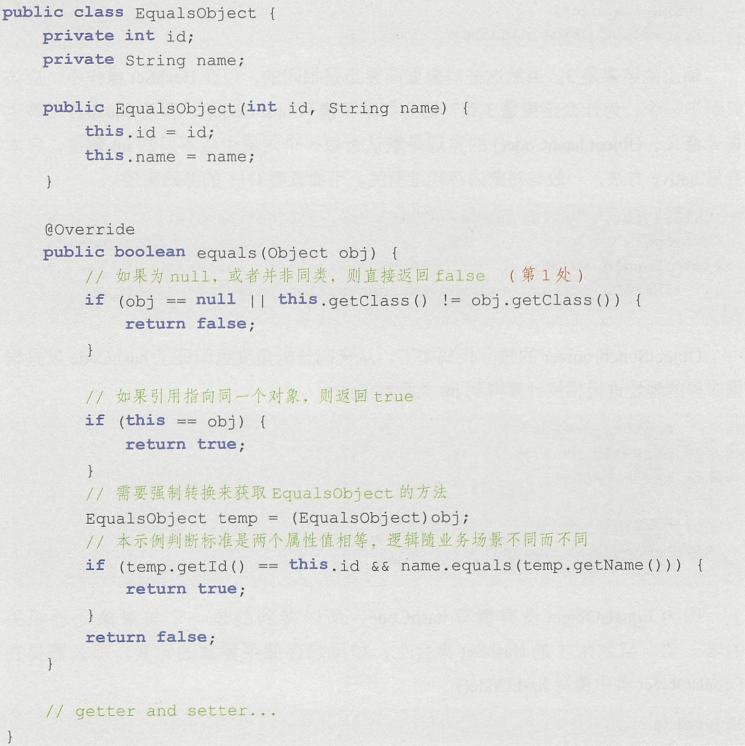 public class EqualsObject {
    private int id;
    private String name;

    public EqualsObject(int id, String name) {
        this.id = id;
        this.name = name;
    }

    @Override
    public boolean equals(Object obj) {
        // 如果为 null，或者并非同类，则直接返回 false （第 1 处）
        if (obj == null || this.getClass() != obj.getClass()) {
            return false;
        }

        // 如果引用指向同一个对象，则返回 true
        if (this == obj) {
            return true;
        }
        // 需要强制转换来获取 EqualsObject 的方法
        EqualsObject temp = (EqualsObject)obj;
        // 本示例判断标准是两个属性值相等，逻辑随业务场景不同而不同
        if (temp.getId() == this.id && name.equals(temp.getName())) {
            return true;
        }
        return false;
    }

    // getter and setter...
}